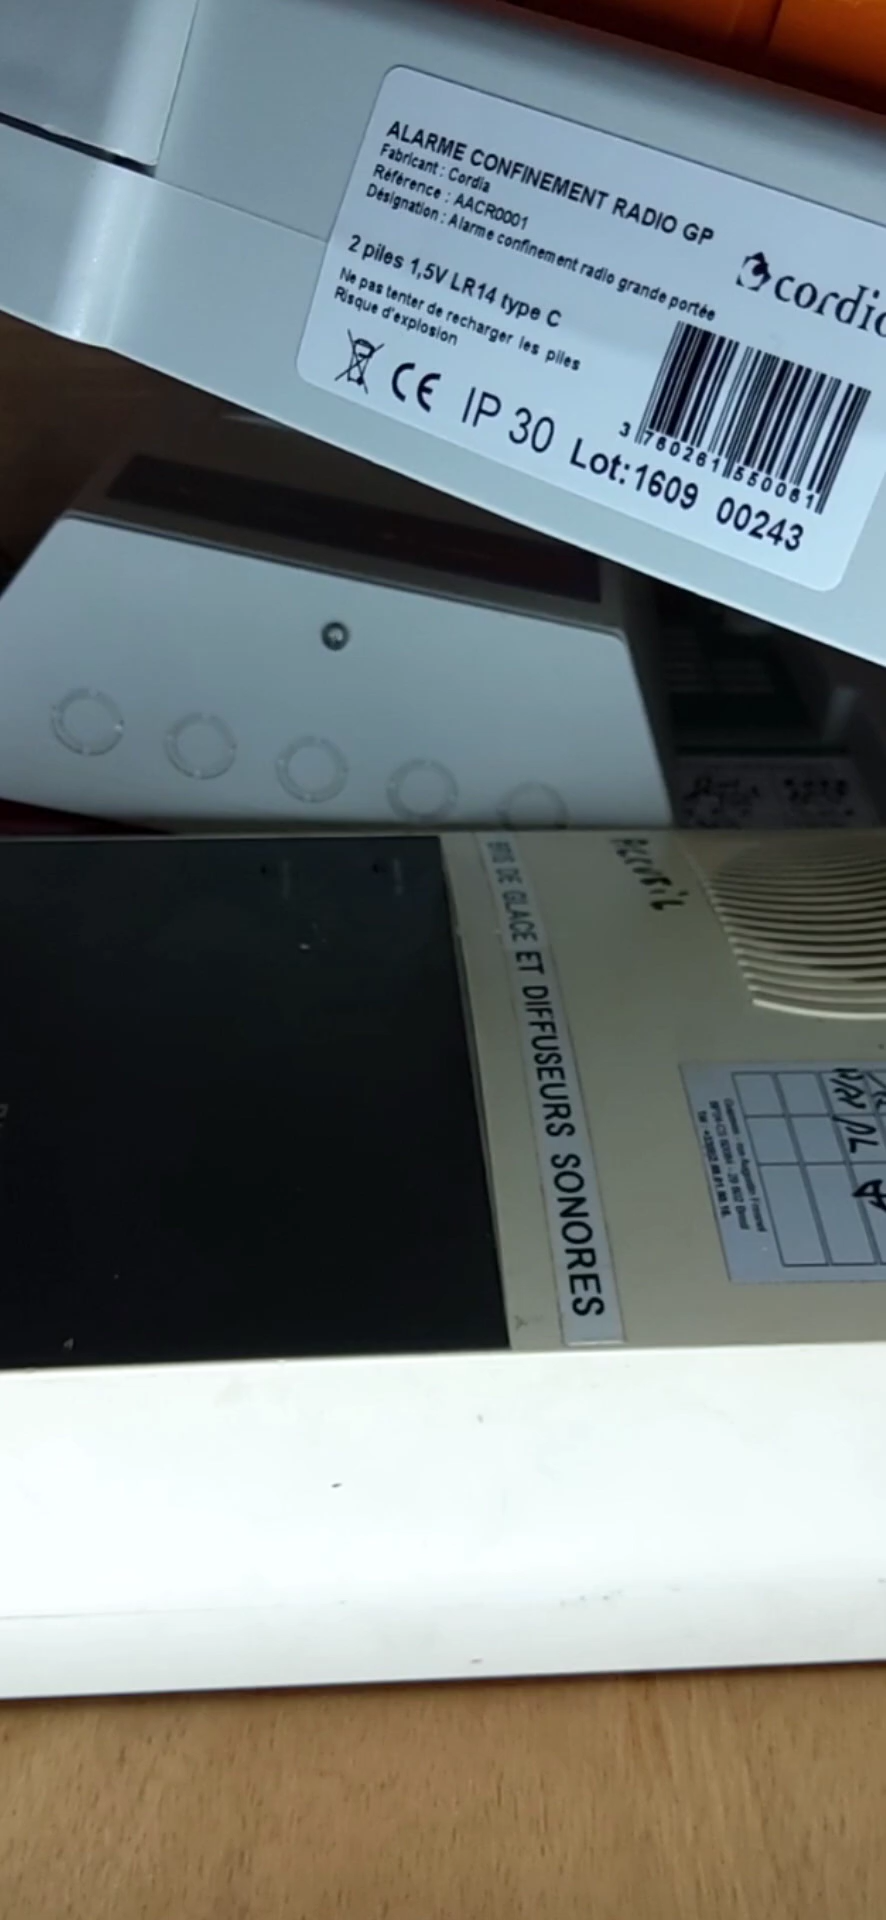 ALARME CONFINEMENT RADIO GP
Fabricant : Cordia
Référence : AACR0001
Désignation : Alarme confinement radio grande portée
2 piles 1,5V LR14 type C
Ne pas tenter de recharger les piles
Risque d'explosion
CE IP 30 Lot:1609 00243
cordia
3 760261 550061
DE GLACE ET DIFFUSEURS SONORES